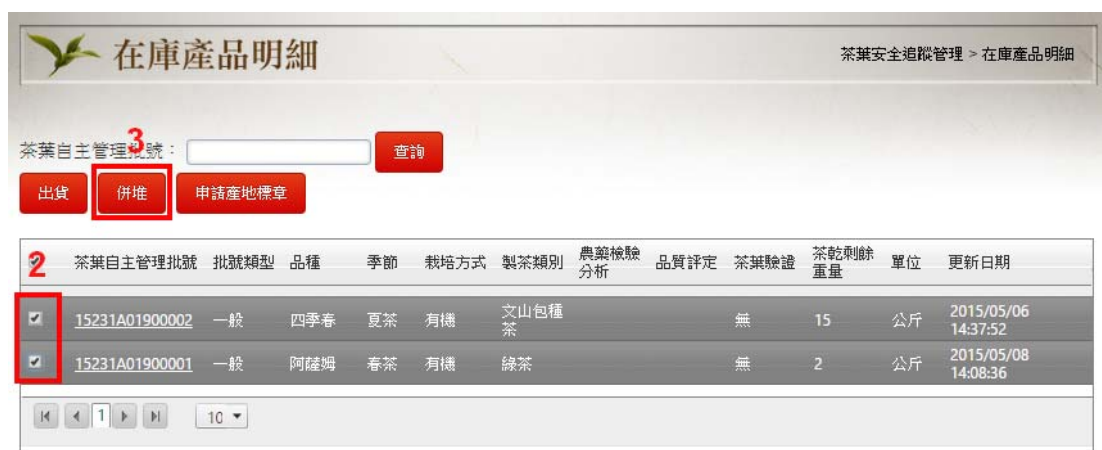 在庫產品明細
茶葉安全追蹤管理 > 在庫產品明細
3
茶葉自主管理批號：
查詢
出貨 併堆 申請產地標章
2 茶葉自主管理批號 批號類型 品種 季節 栽培方式 製茶類別 農藥檢驗分析 品質評定 茶葉驗證 茶乾剩餘重量 單位 更新日期
15231A01900002 一般 四季春 夏茶 有機 文山包種茶 無 15 公斤 2015/05/06 14:37:52
15231A01900001 一般 阿薩姆 春茶 有機 綠茶 無 2 公斤 2015/05/08 14:08:36
1 10